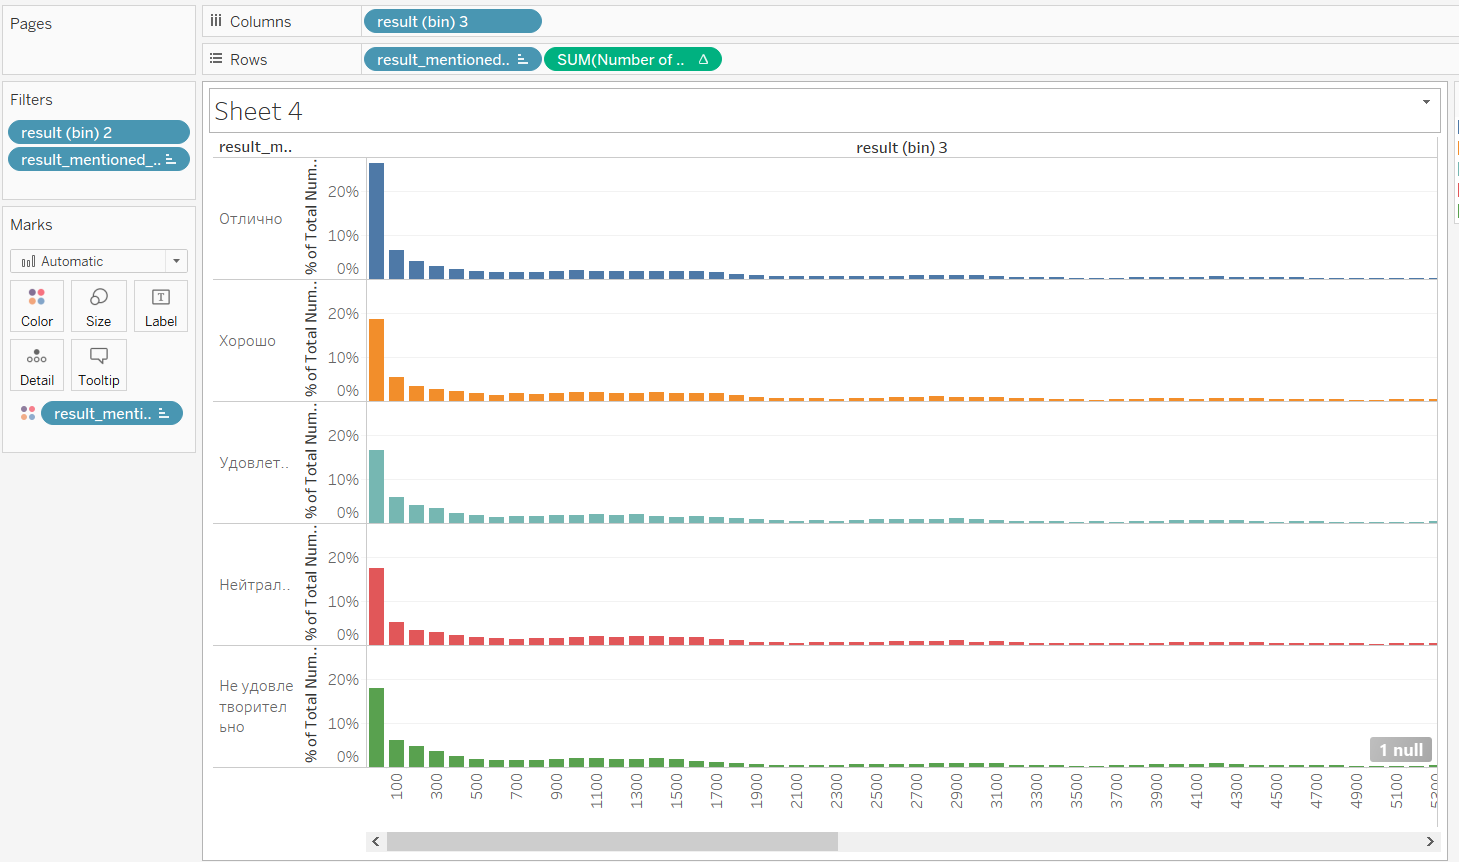 Pages
Columns
result (bin) 3
Rows
result_mentioned..
SUM(Number of ..
Filters
result (bin) 2
result_mentioned_..
Marks
Automatic
Color
Size
Label
Detail
Tooltip
result_menti..
Sheet 4
result_m..
result (bin) 3
Отлично
% of Total Num..
20%
10%
0%
Хорошо
% of Total Num..
20%
10%
0%
Удовлет..
% of Total Num..
20%
10%
0%
Нейтрал..
% of Total Num..
20%
10%
0%
Не удовле
творител
ьно
% of Total Num..
20%
10%
0%
1 null
100 300 500 700 900 1100 1300 1500 1700 1900 2100 2300 2500 2700 2900 3100 3300 3500 3700 3900 4100 4300 4500 4700 4900 5100